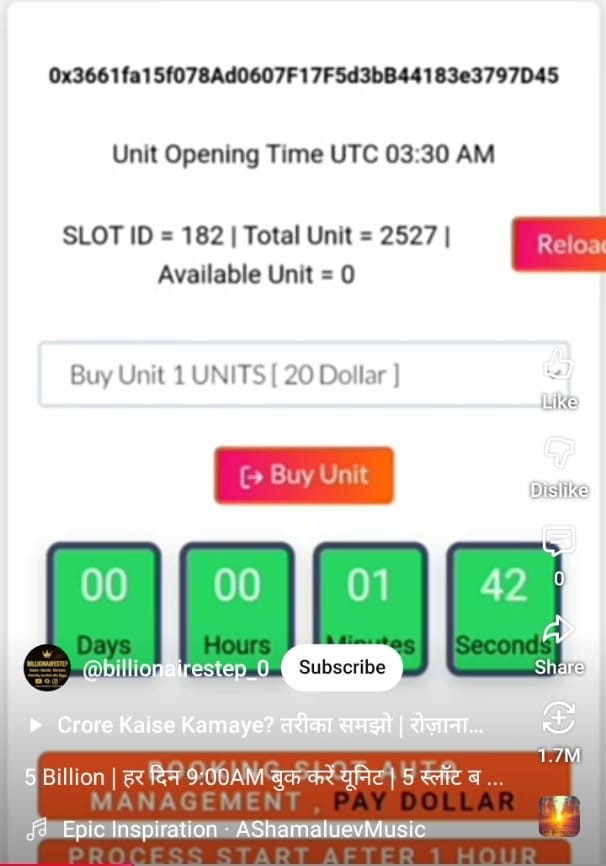 0x3661fa15f078Ad0607F17F5d3bB44183e3797D45
Unit Opening Time UTC 03:30 AM
SLOT ID = 182 | Total Unit = 2527 |
Available Unit = 0
Reload
Buy Unit 1 UNITS [ 20 Dollar ]
Like
Buy Unit
Dislike
00 00 01 42
0
Days Hours Minutes Seconds
BILLIONAIRESTEP
@billionairestep_0 Subscribe
Share
Crore Kaise Kamaye? तरीका समझो | रोज़ाना...
1.7M
BOOKING SLOT AUTO
5 Billion | हर दिन 9:00AM बुक करें यूनिट | 5 स्लॉट ब ...
MANAGEMENT , PAY DOLLAR
Epic Inspiration · AShamaluevMusic
PROCESS START AFTER 1 HOUR